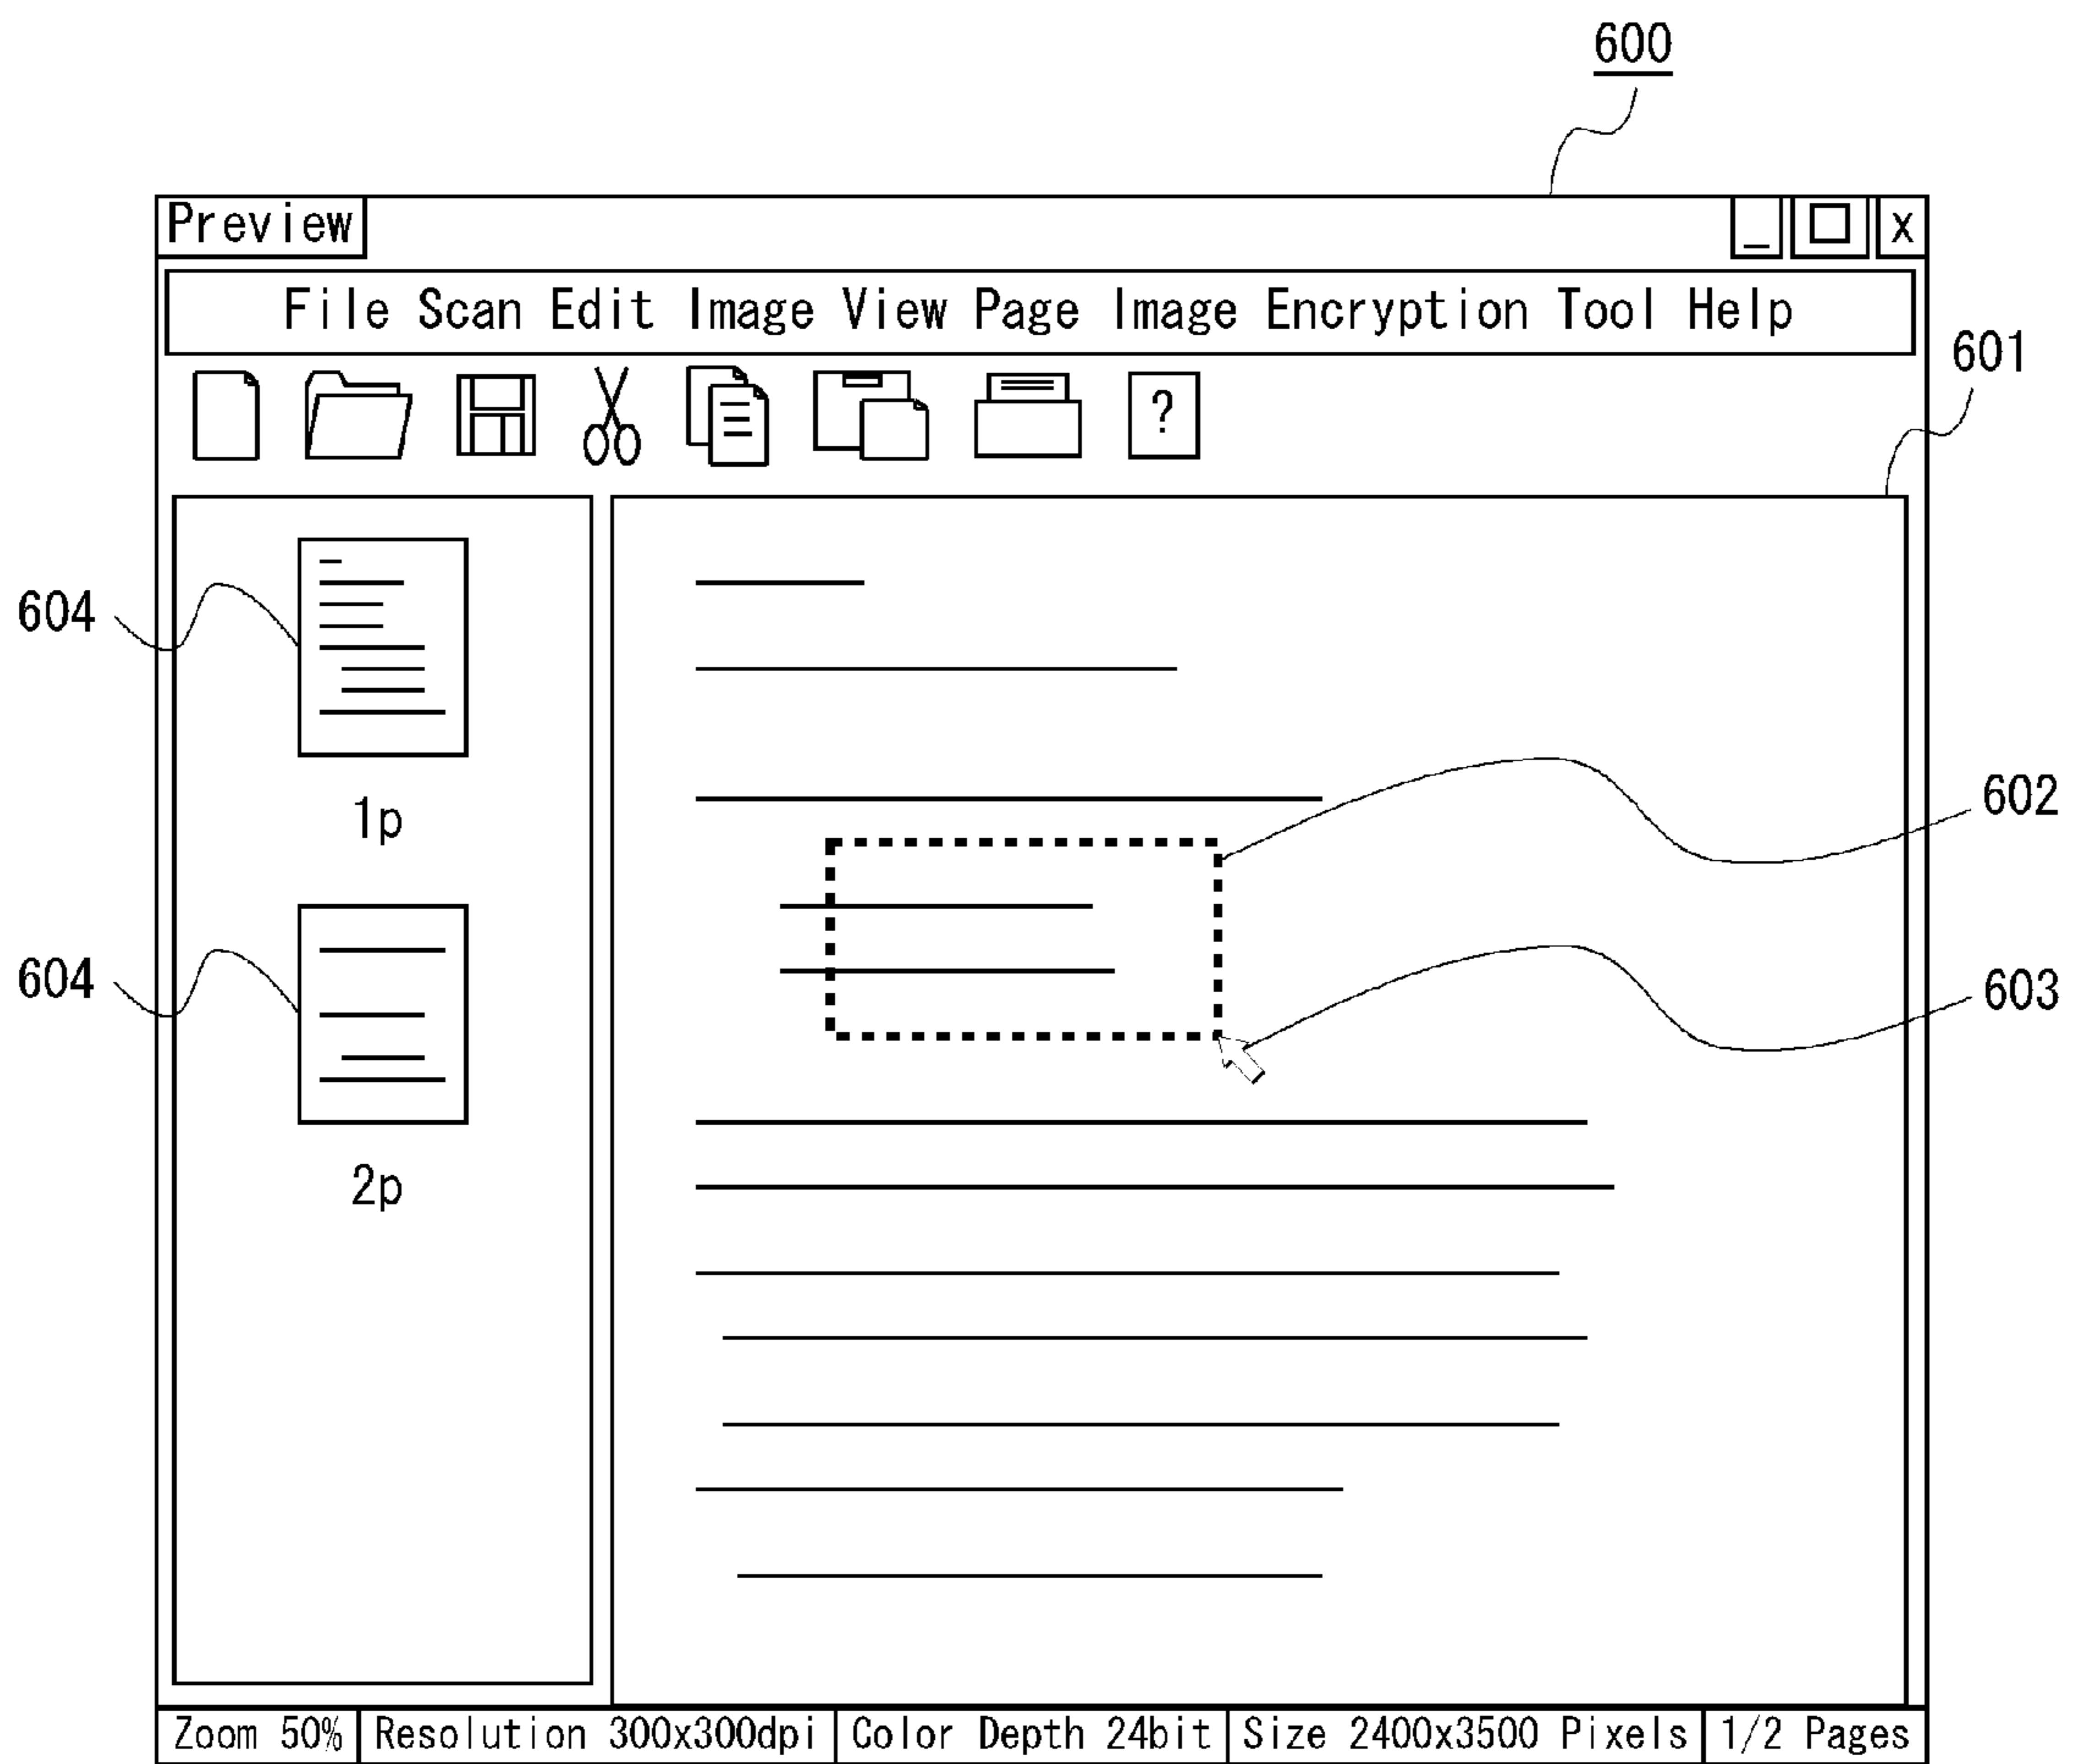 600
Preview _ □ x
File Scan Edit Image View Page Image Encryption Tool Help
601
?
604
1p
602
604
603
2p
Zoom 50% Resolution 300x300dpi Color Depth 24bit Size 2400x3500 Pixels 1/2 Pages